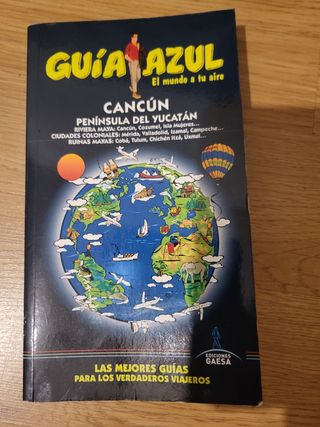 GUÍA AZUL
El mundo a tu aire
CANCÚN
PENÍNSULA DEL YUCATÁN
RIVIERA MAYA: Cancún, Cozumel, Isla Mujeres...
CIUDADES COLONIALES: Mérida, Valladolid, Izamal, Campeche...
RUINAS MAYAS: Cobá, Tulum, Chichén Itzá, Uxmal...
EDICIONES
GAESA
LAS MEJORES GUÍAS
PARA LOS VERDADEROS VIAJEROS